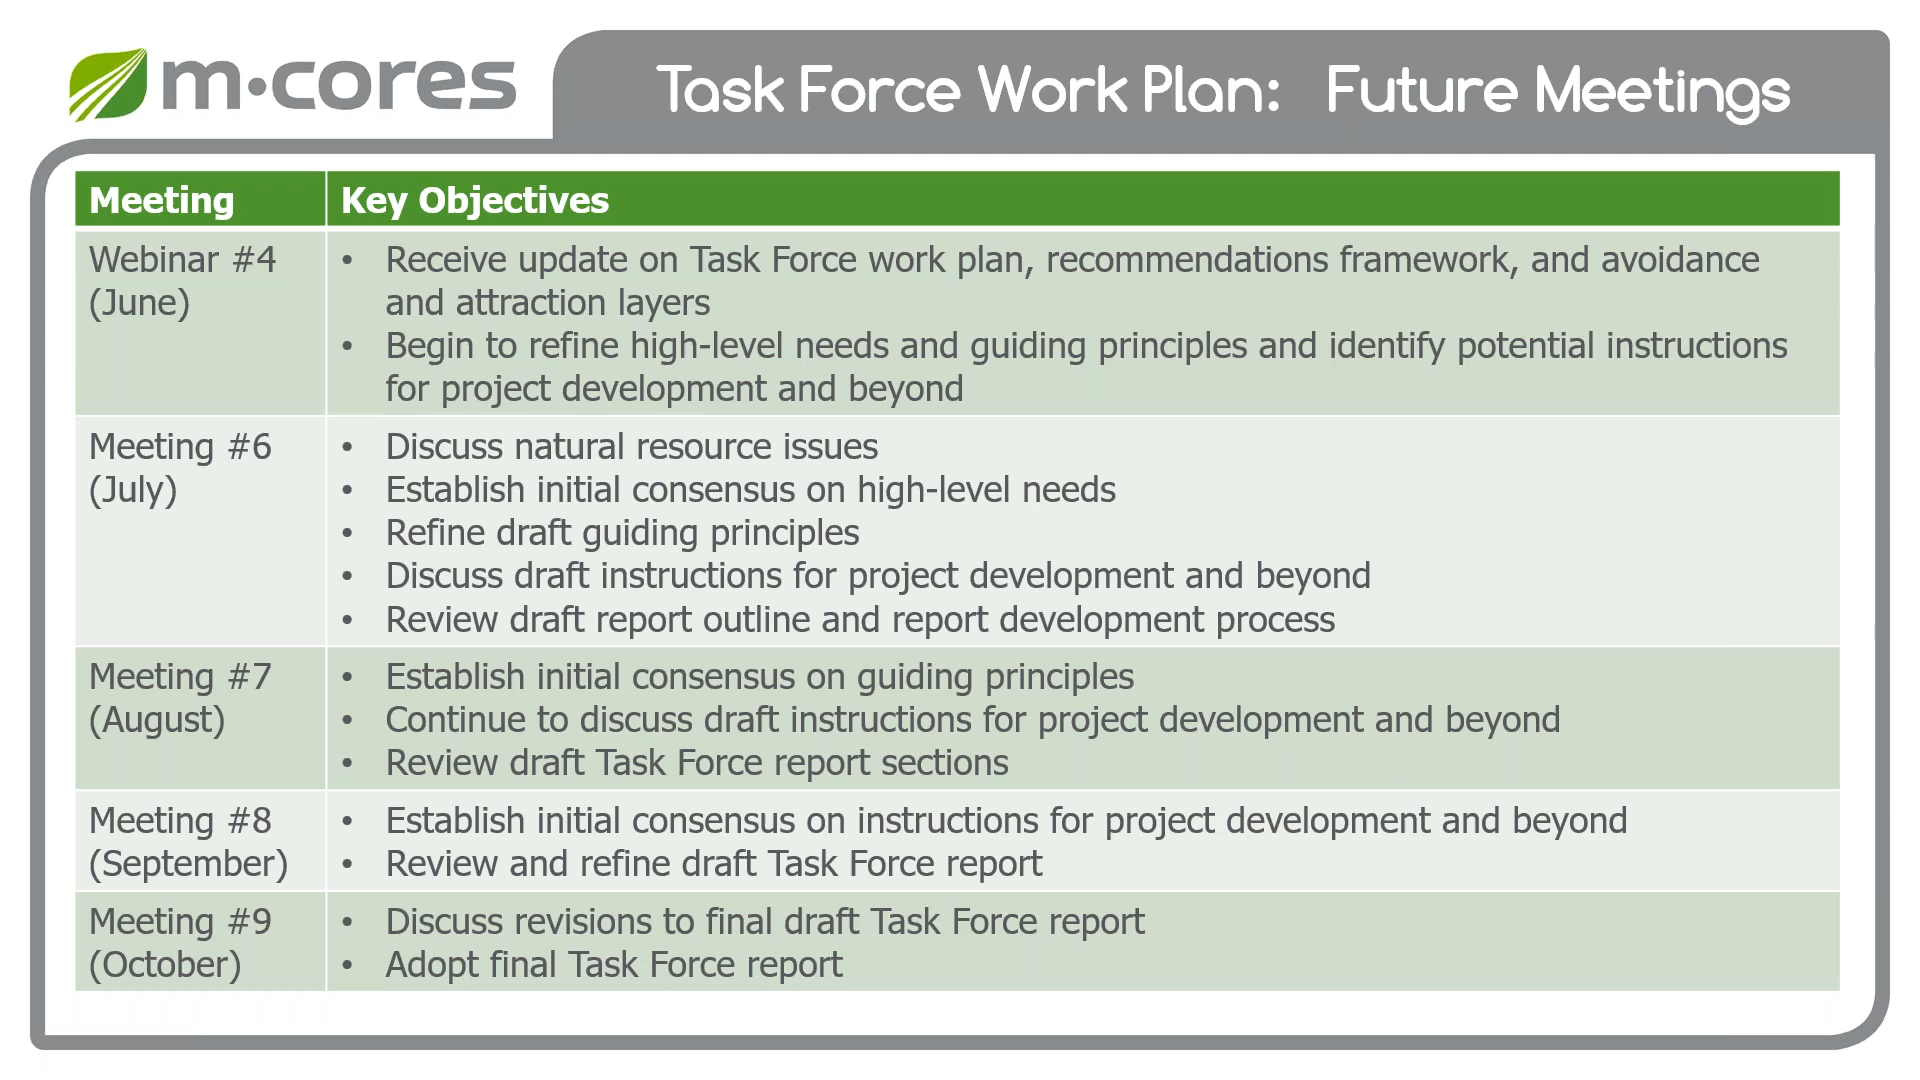 m·cores
Task Force Work Plan: Future Meetings
Meeting
Key Objectives
Webinar #4
(June)
• Receive update on Task Force work plan, recommendations framework, and avoidance
and attraction layers
• Begin to refine high-level needs and guiding principles and identify potential instructions
for project development and beyond
Meeting #6
(July)
• Discuss natural resource issues
• Establish initial consensus on high-level needs
• Refine draft guiding principles
• Discuss draft instructions for project development and beyond
• Review draft report outline and report development process
Meeting #7
(August)
• Establish initial consensus on guiding principles
• Continue to discuss draft instructions for project development and beyond
• Review draft Task Force report sections
Meeting #8
(September)
• Establish initial consensus on instructions for project development and beyond
• Review and refine draft Task Force report
Meeting #9
(October)
• Discuss revisions to final draft Task Force report
• Adopt final Task Force report